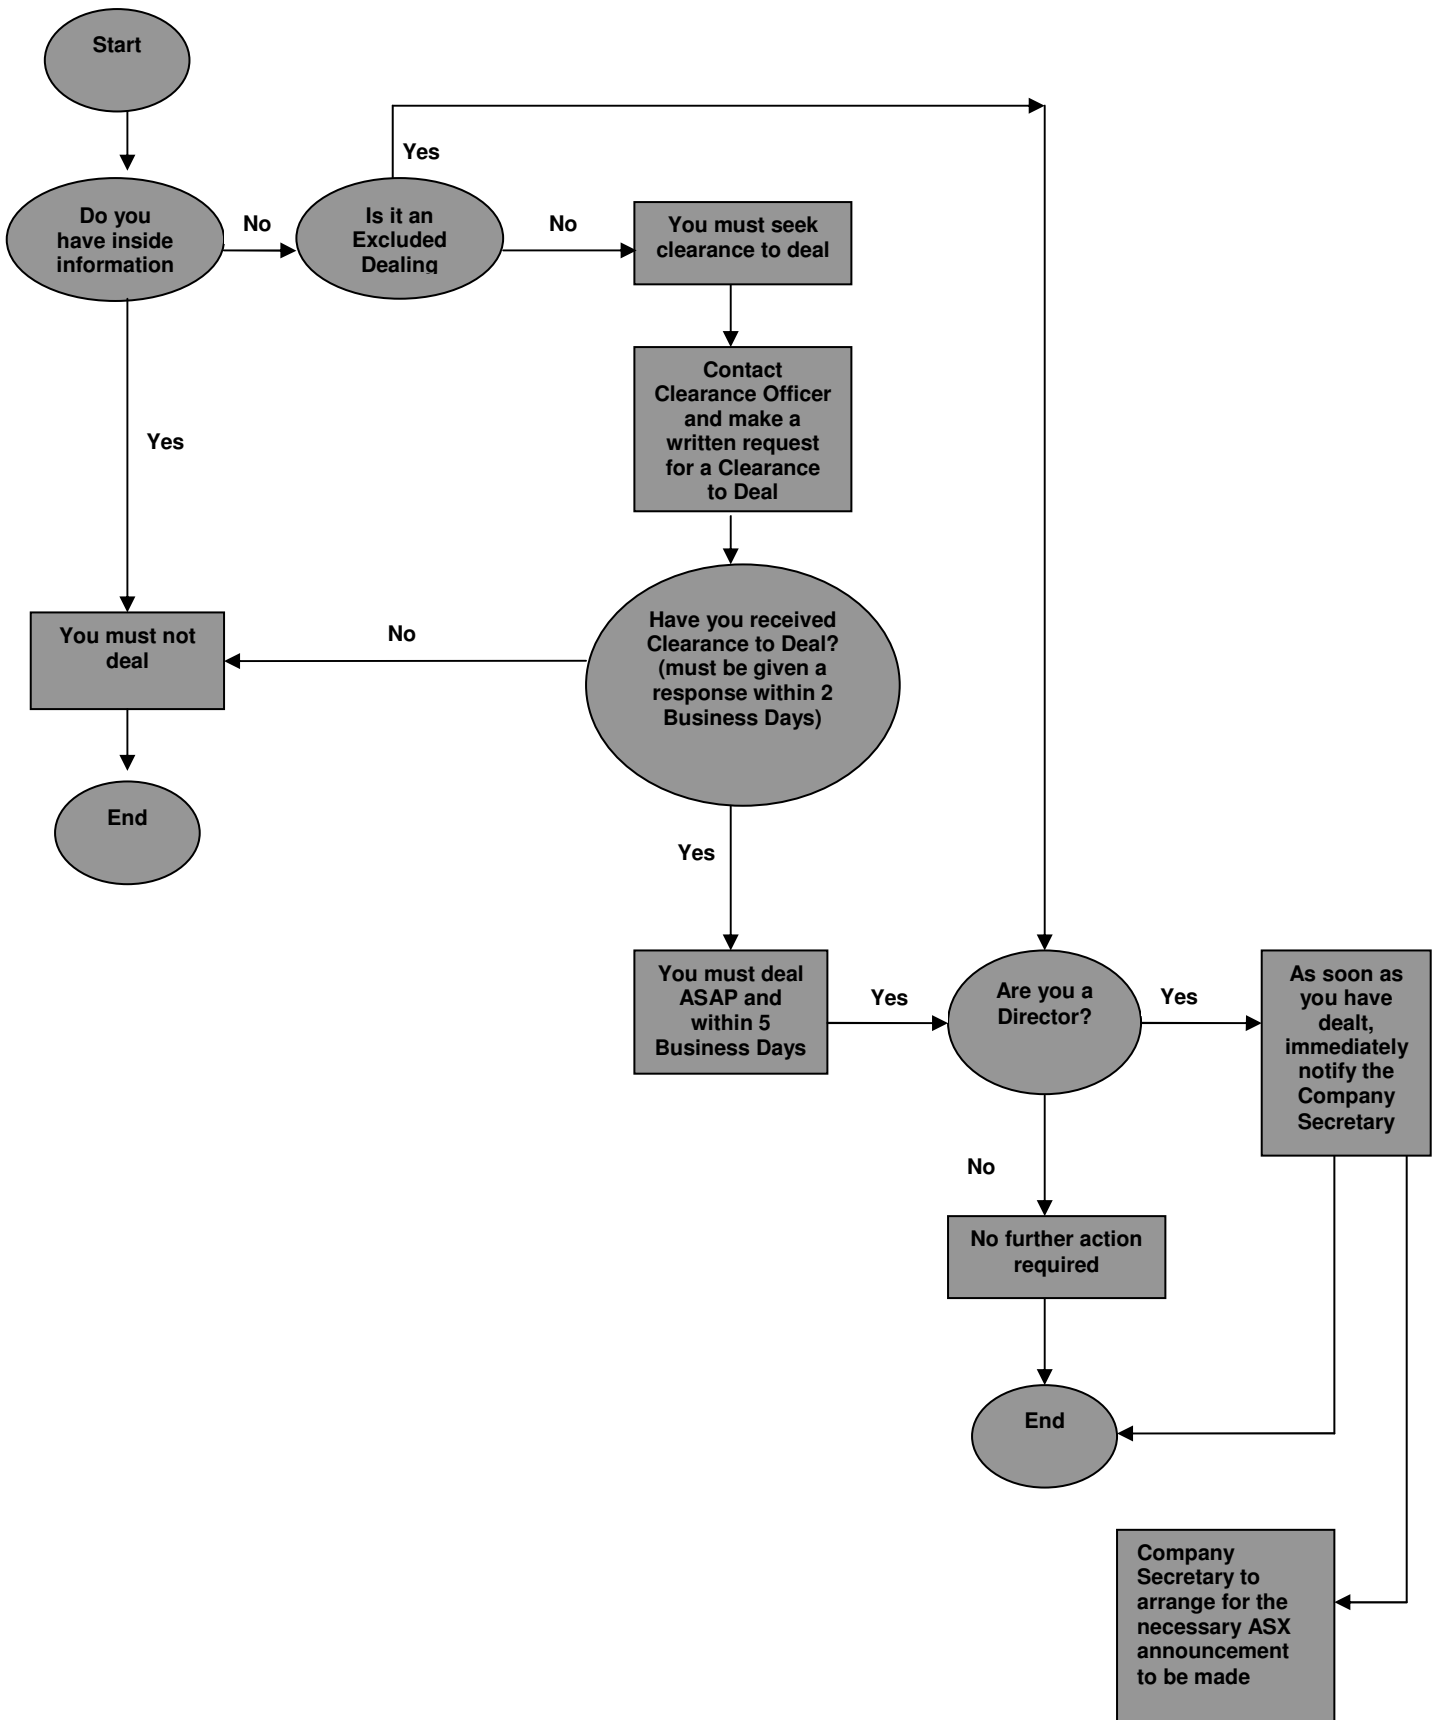 Start
Yes
Do you
have inside
information
No
Is it an
Excluded
Dealing
No
You must seek
clearance to deal
Contact
Clearance Officer
and make a
written request
for a Clearance
to Deal
Yes
You must not
deal
No
Have you received
Clearance to Deal?
(must be given a
response within 2
Business Days)
End
Yes
You must deal
ASAP and
within 5
Business Days
Yes
Are you a
Director?
Yes
As soon as
you have
dealt,
immediately
notify the
Company
Secretary
No
No further action
required
End
Company
Secretary to
arrange for the
necessary ASX
announcement
to be made